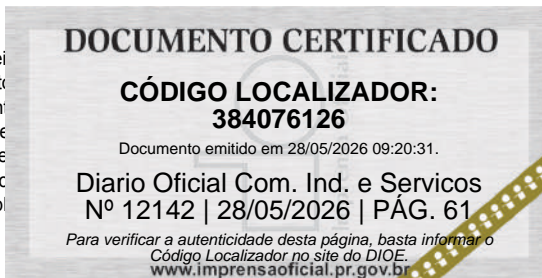 DOCUMENTO CERTIFICADO
CÓDIGO LOCALIZADOR:
384076126
Documento emitido em 28/05/2026 09:20:31.
Diario Oficial Com. Ind. e Servicos
Nº 12142 | 28/05/2026 | PÁG. 61
Para verificar a autenticidade desta página, basta informar o
Código Localizador no site do DIOE.
www.imprensaoficial.pr.gov.br